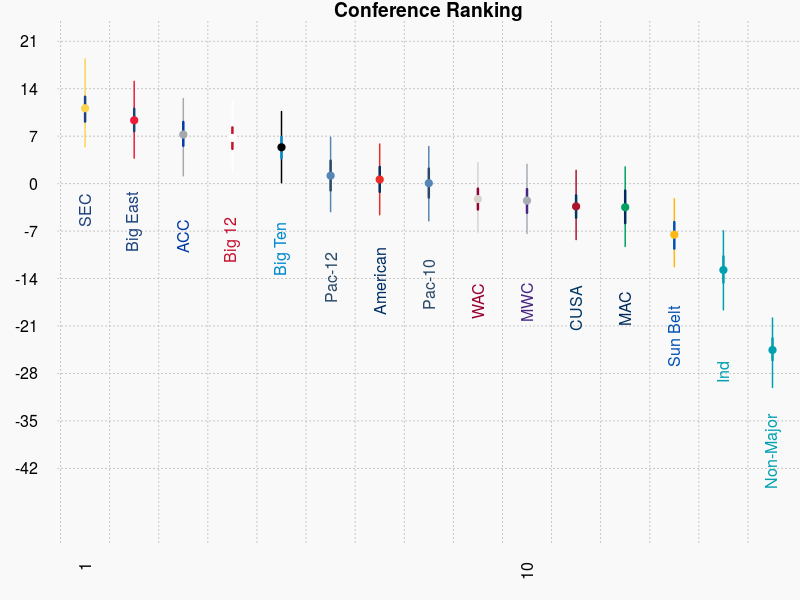 Conference Ranking
21
14
7
0
-7
-14
-21
-28
-35
-42
SEC
Big East
ACC
Big 12
Big Ten
Pac-12
American
Pac-10
WAC
MWC
CUSA
MAC
Sun Belt
Ind
Non-Major
1
10